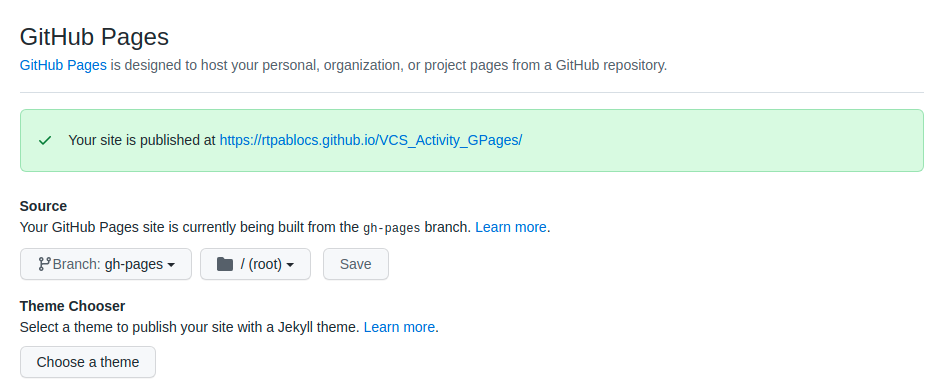 GitHub Pages
GitHub Pages is designed to host your personal, organization, or project pages from a GitHub repository.
Your site is published at https://rtpablocs.github.io/VCS_Activity_GPages/
Source
Your GitHub Pages site is currently being built from the gh-pages branch. Learn more.
Branch: gh-pages / (root) Save
Theme Chooser
Select a theme to publish your site with a Jekyll theme. Learn more.
Choose a theme